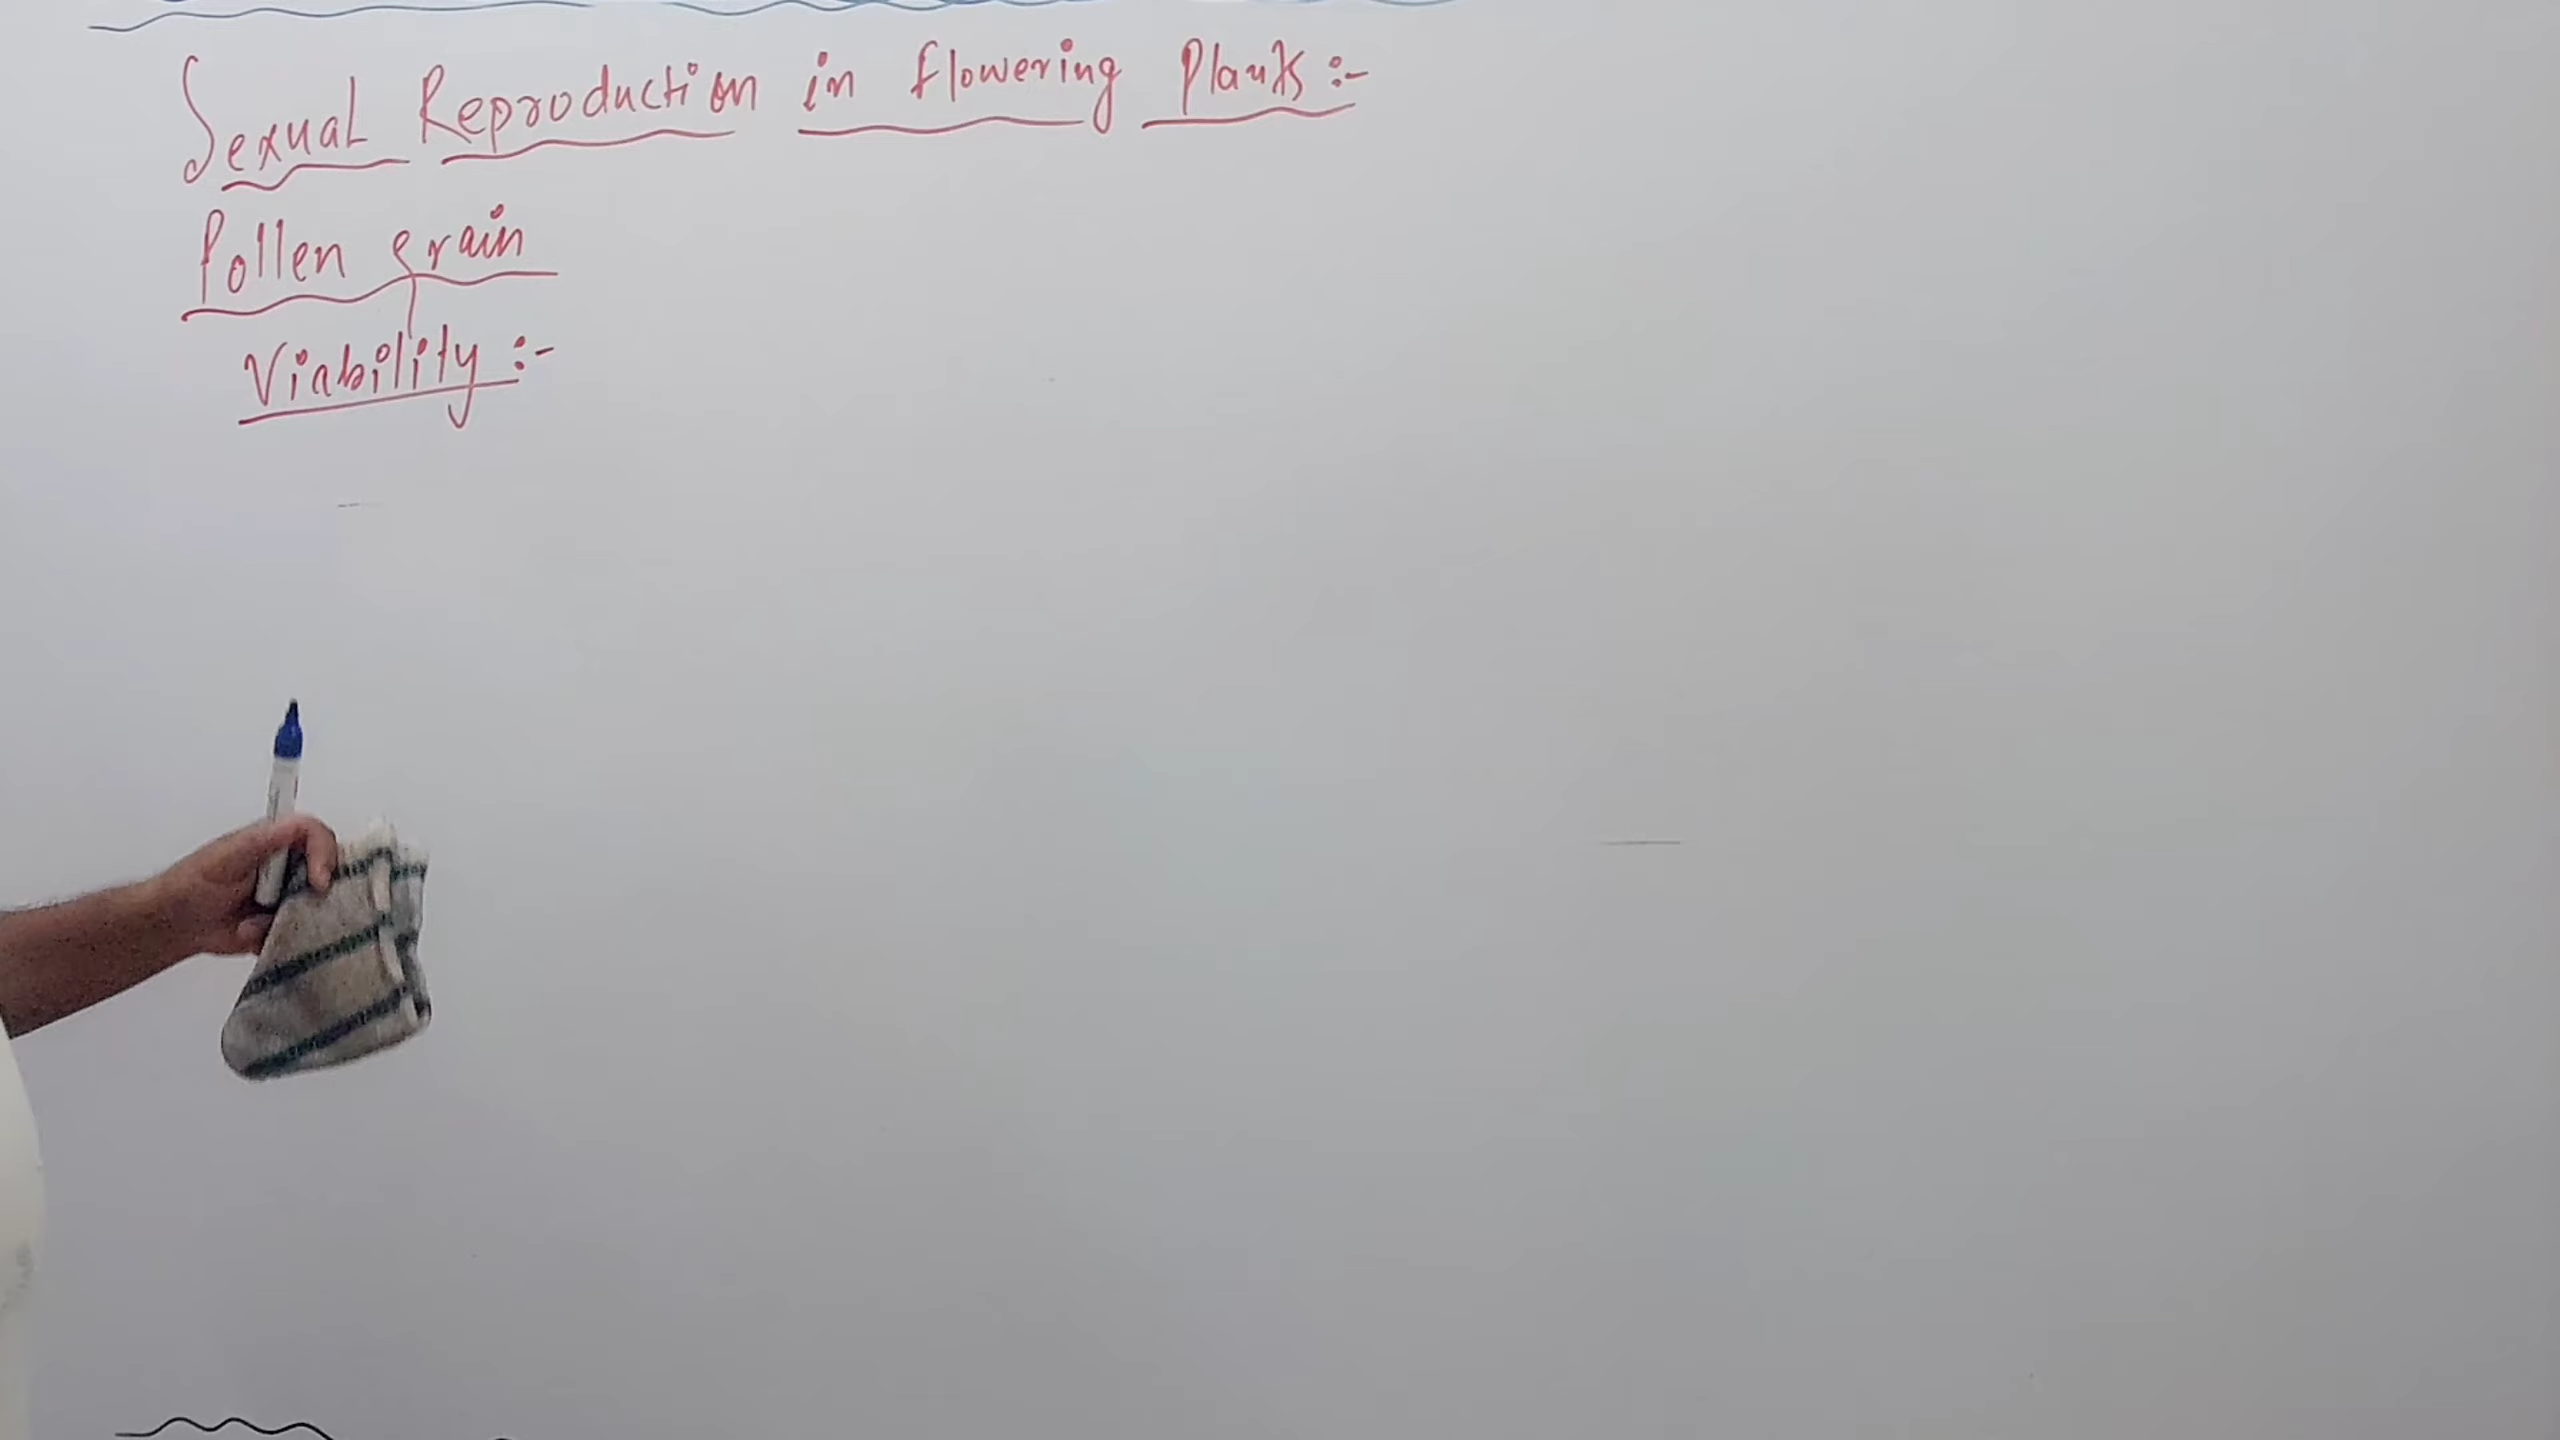 Sexual Reproduction in flowering Plants :-
Pollen grain
Viability :-